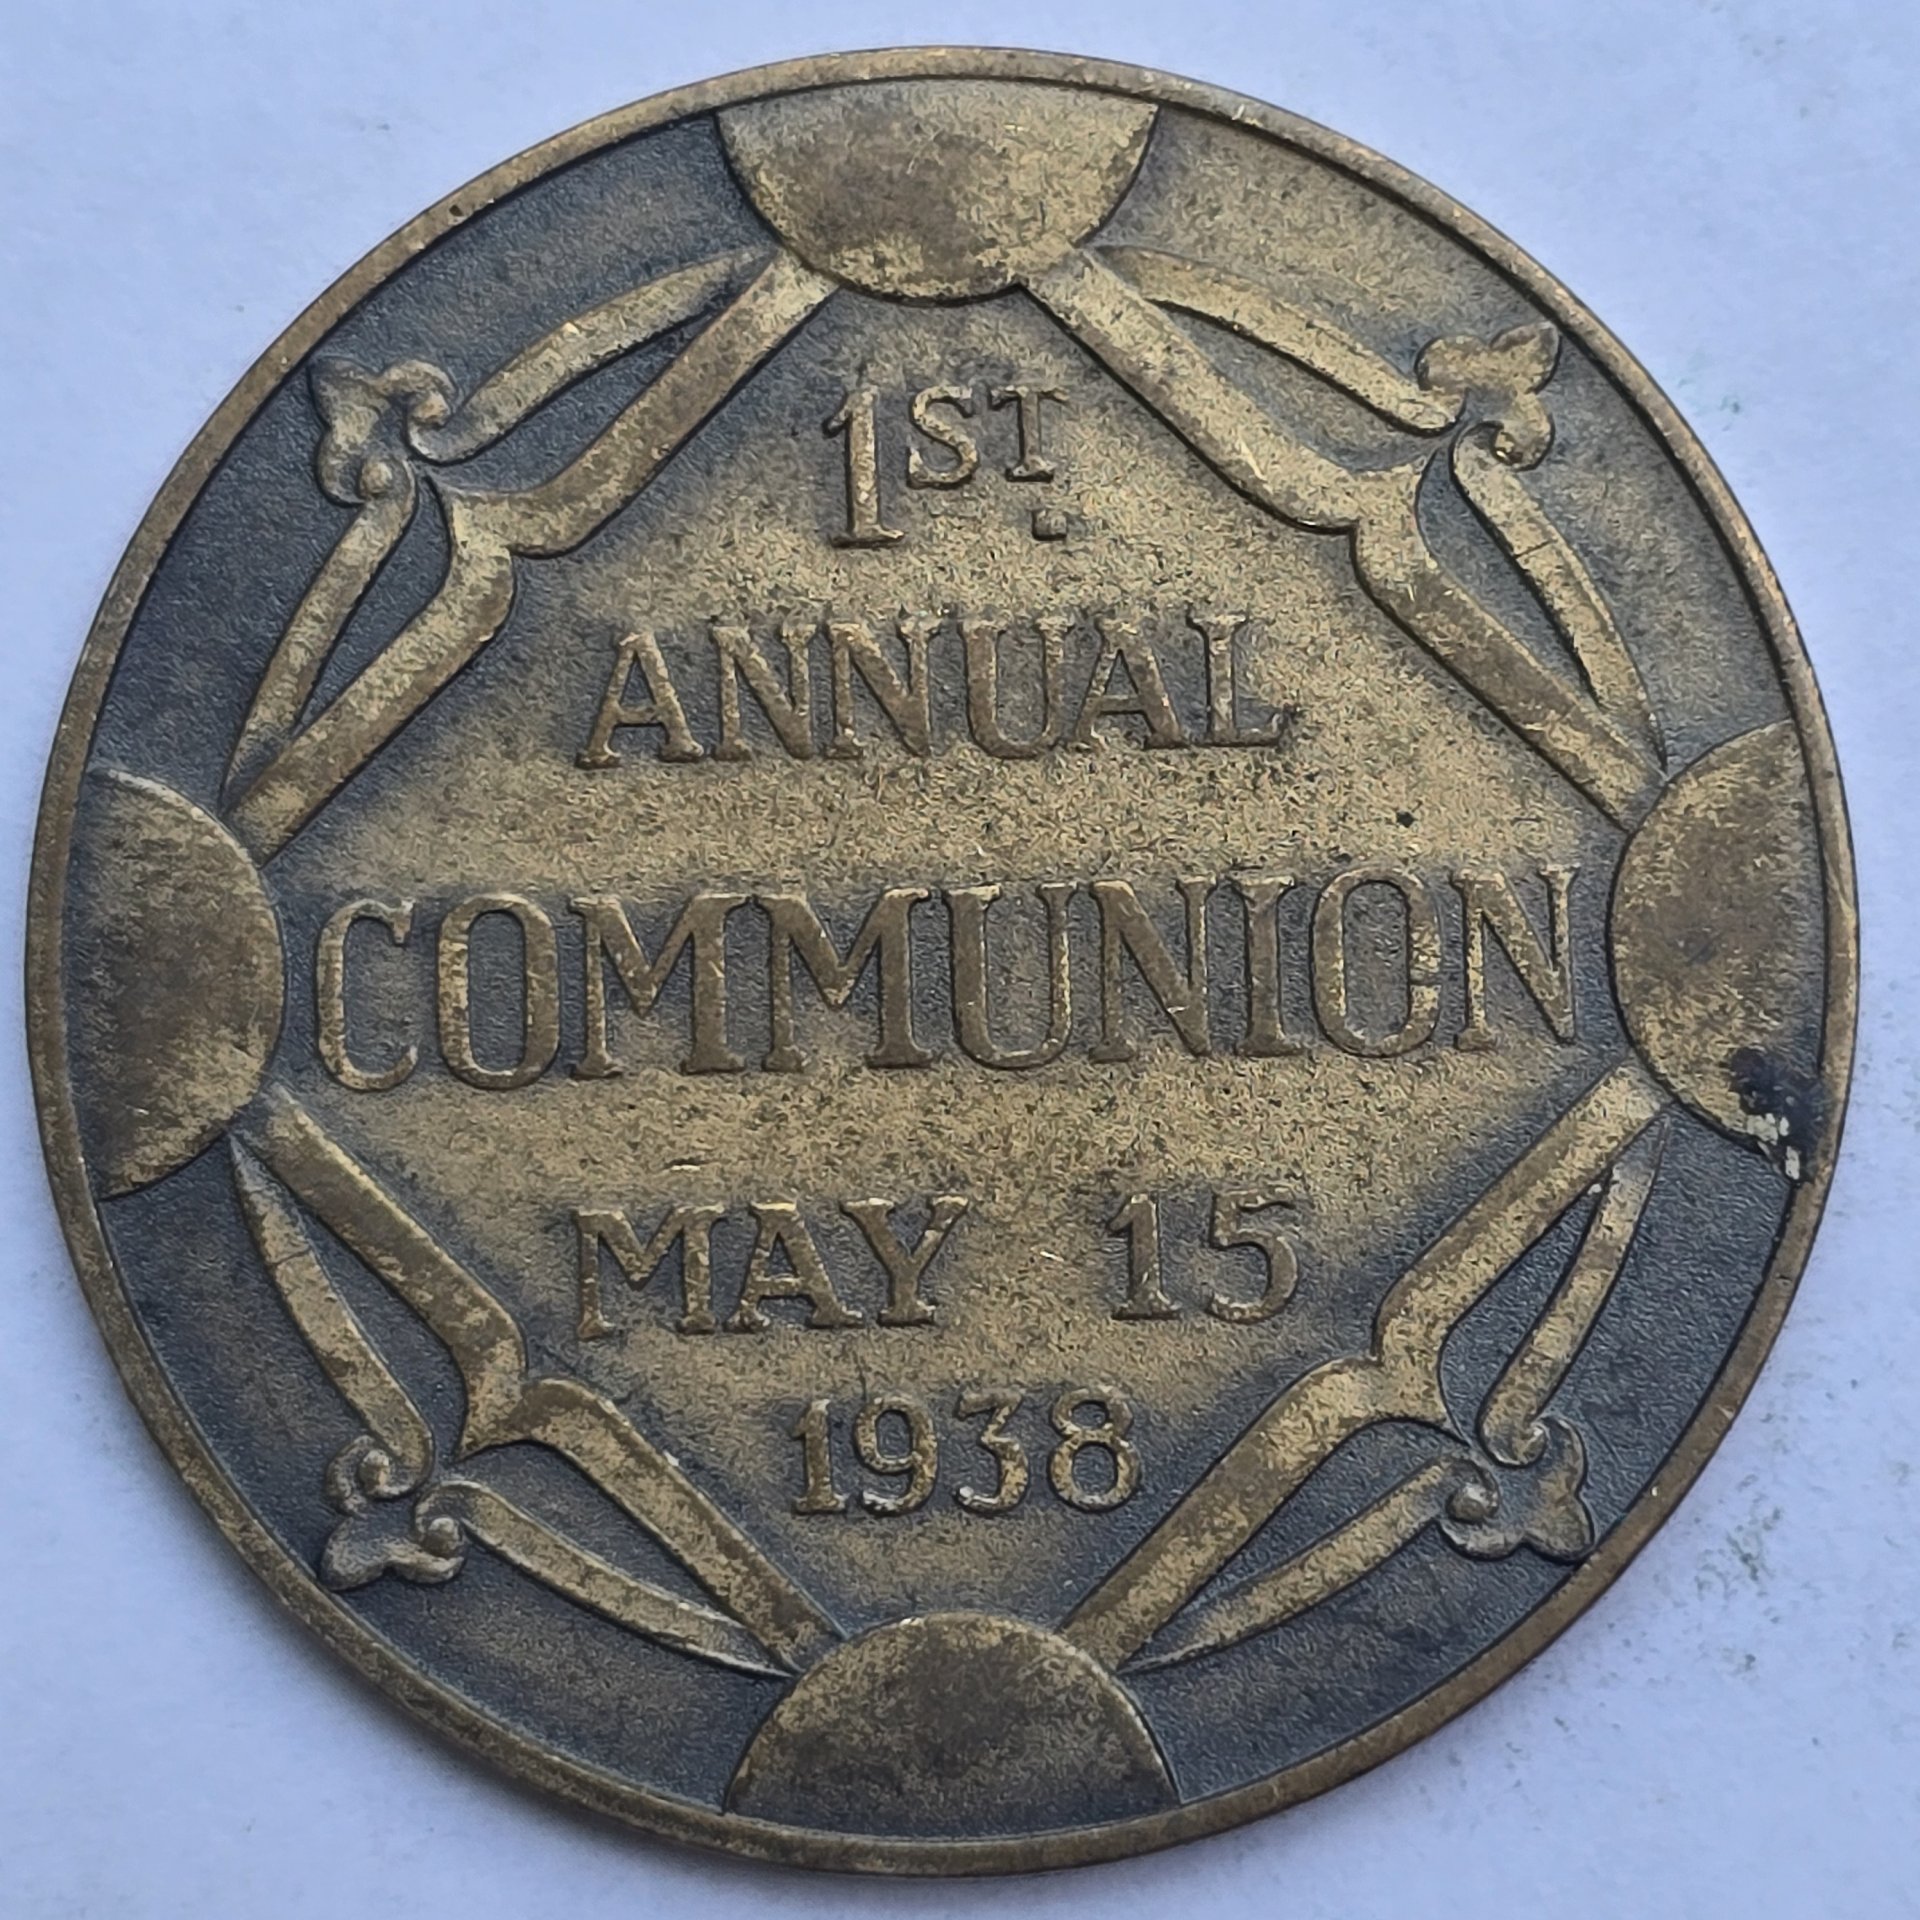 1ST.
ANNUAL
COMMUNION
MAY 15
1938